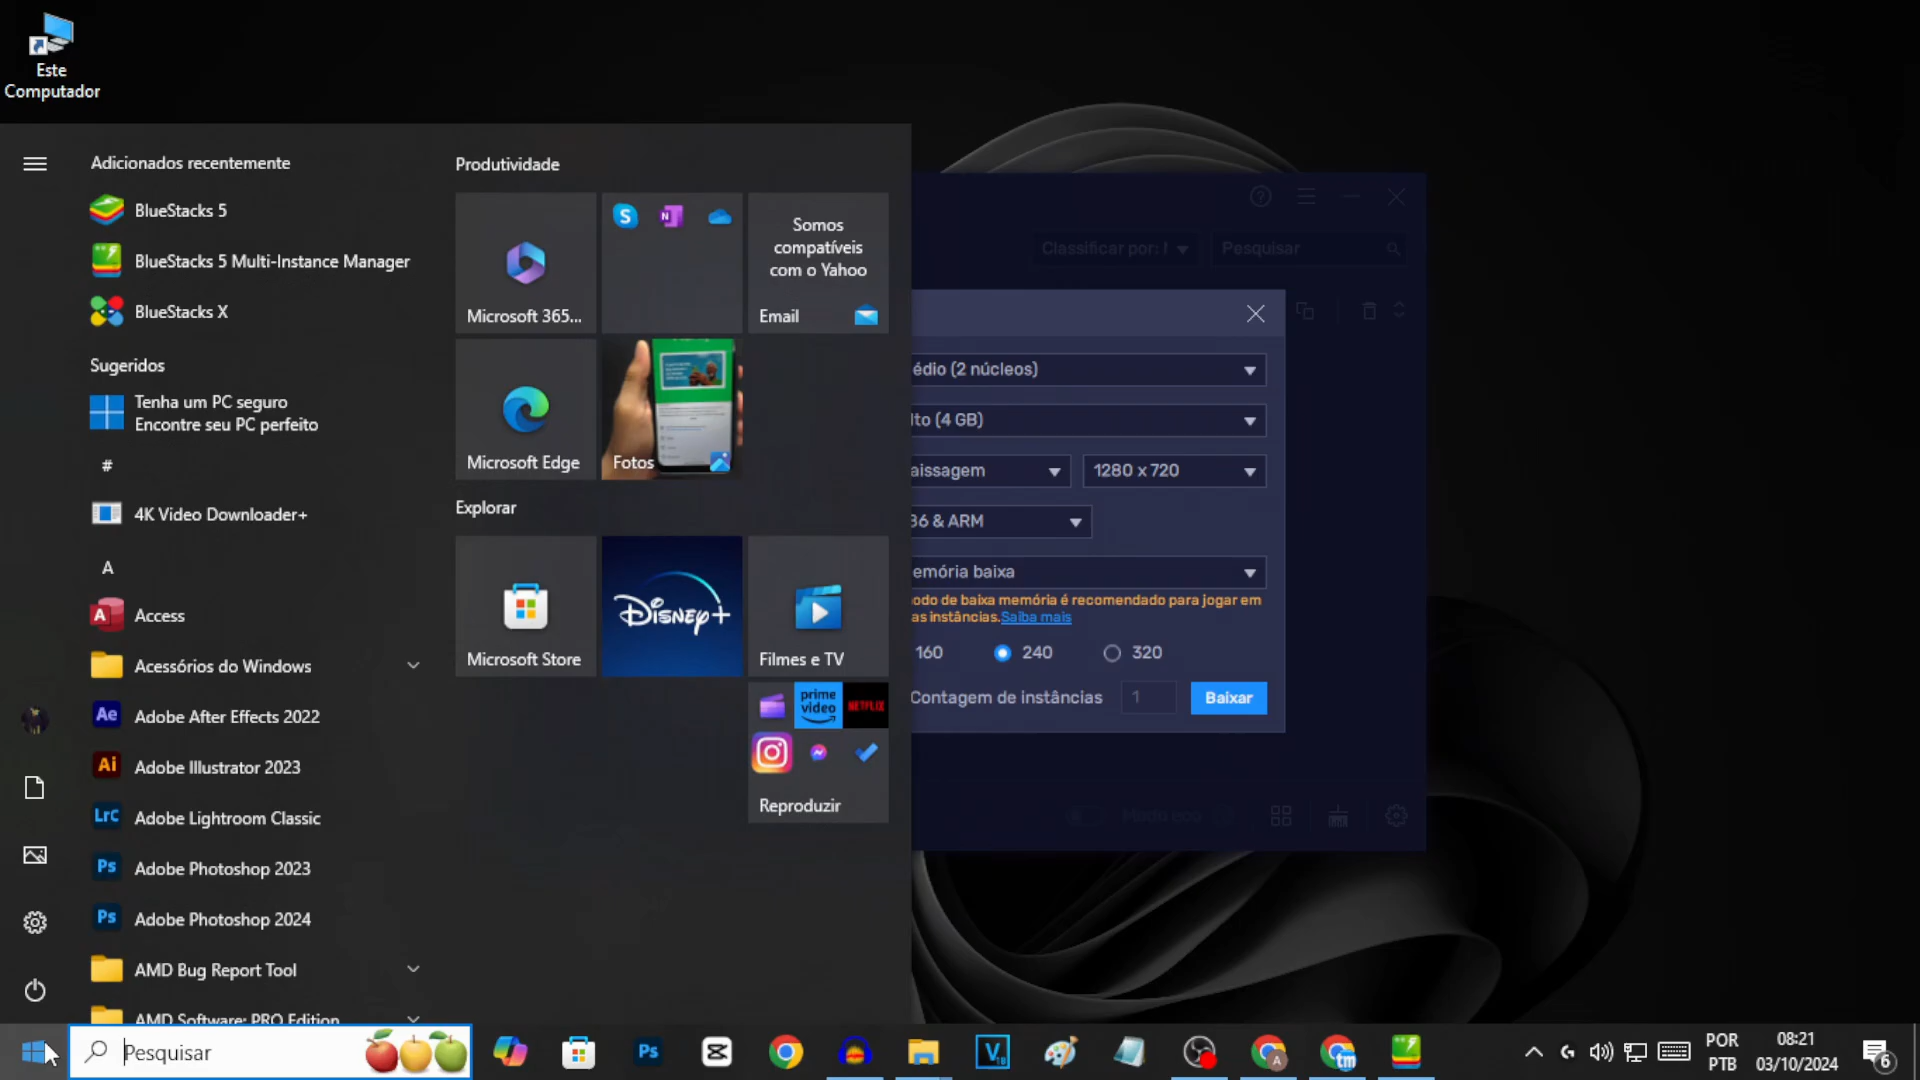 Este
Computador
Adicionados recentemente
BlueStacks 5
BlueStacks 5 Multi-Instance Manager
BlueStacks X
Sugeridos
Tenha um PC seguro
Encontre seu PC perfeito
#
4K Video Downloader+
A
Access
Acessórios do Windows
Adobe After Effects 2022
Adobe Illustrator 2023
Adobe Lightroom Classic
Adobe Photoshop 2023
Adobe Photoshop 2024
AMD Bug Report Tool
AMD Software: PRO Edition
Produtividade
Microsoft 365...
Somos
compatíveis
com o Yahoo
Email
Microsoft Edge
Fotos
Explorar
Microsoft Store
Disney+
Filmes e TV
prime
video
NETFLIX
Reproduzir
Classificar por:
Pesquisar
édio (2 núcleos)
lto (4 GB)
aissagem
1280 x 720
86 & ARM
emória baixa
odo de baixa memória é recomendado para jogar em
as instâncias.Saiba mais
160
240
320
Contagem de instâncias
1
Baixar
Pesquisar
POR
PTB
08:21
03/10/2024
6